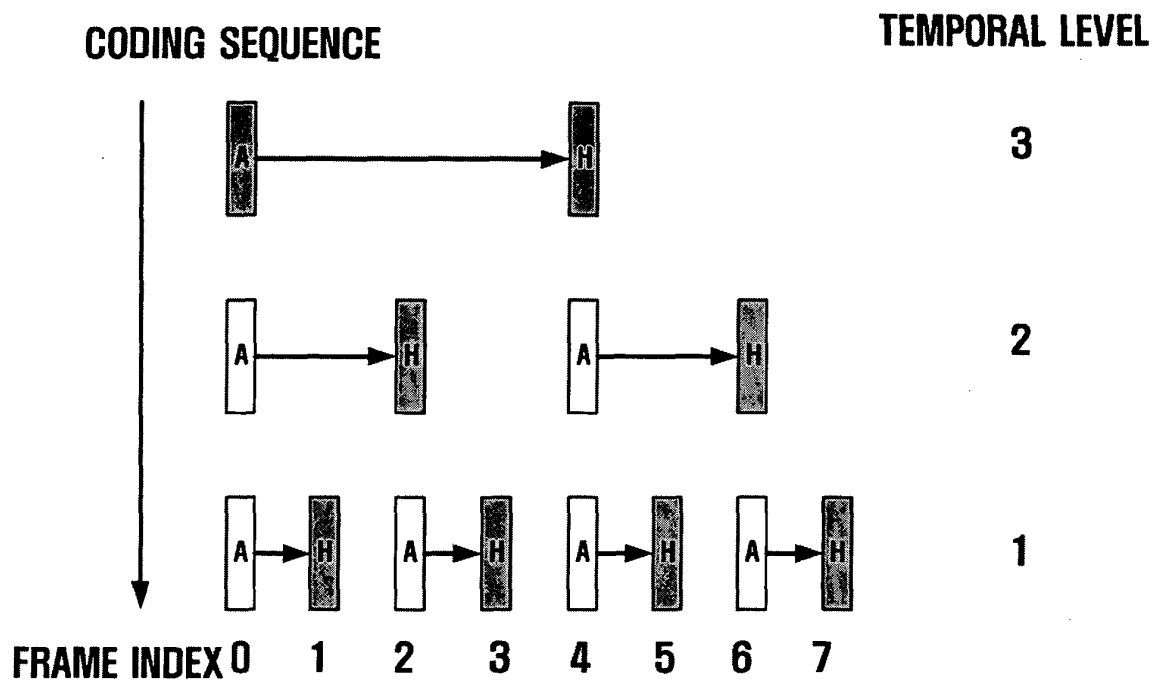 CODING SEQUENCE
TEMPORAL LEVEL
A H 3
A H A H 2
A H A H A H A H 1
FRAME INDEX 0 1 2 3 4 5 6 7